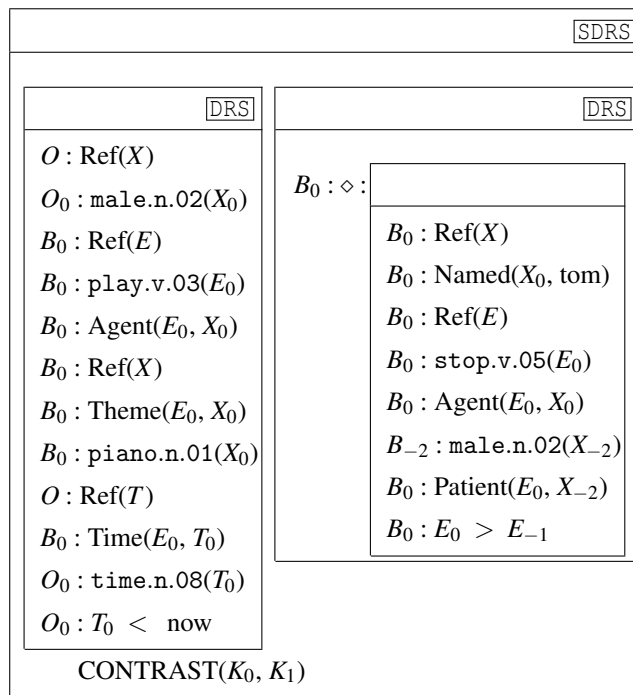 SDRS
DRS
O : Ref(X)
O₀ : male.n.02(X₀)
B₀ : Ref(E)
B₀ : play.v.03(E₀)
B₀ : Agent(E₀, X₀)
B₀ : Ref(X)
B₀ : Theme(E₀, X₀)
B₀ : piano.n.01(X₀)
O : Ref(T)
B₀ : Time(E₀, T₀)
O₀ : time.n.08(T₀)
O₀ : T₀ < now
DRS
B₀ : ⋄ :
B₀ : Ref(X)
B₀ : Named(X₀, tom)
B₀ : Ref(E)
B₀ : stop.v.05(E₀)
B₀ : Agent(E₀, X₀)
B₋₂ : male.n.02(X₋₂)
B₀ : Patient(E₀, X₋₂)
B₀ : E₀ > E₋₁
CONTRAST(K₀, K₁)